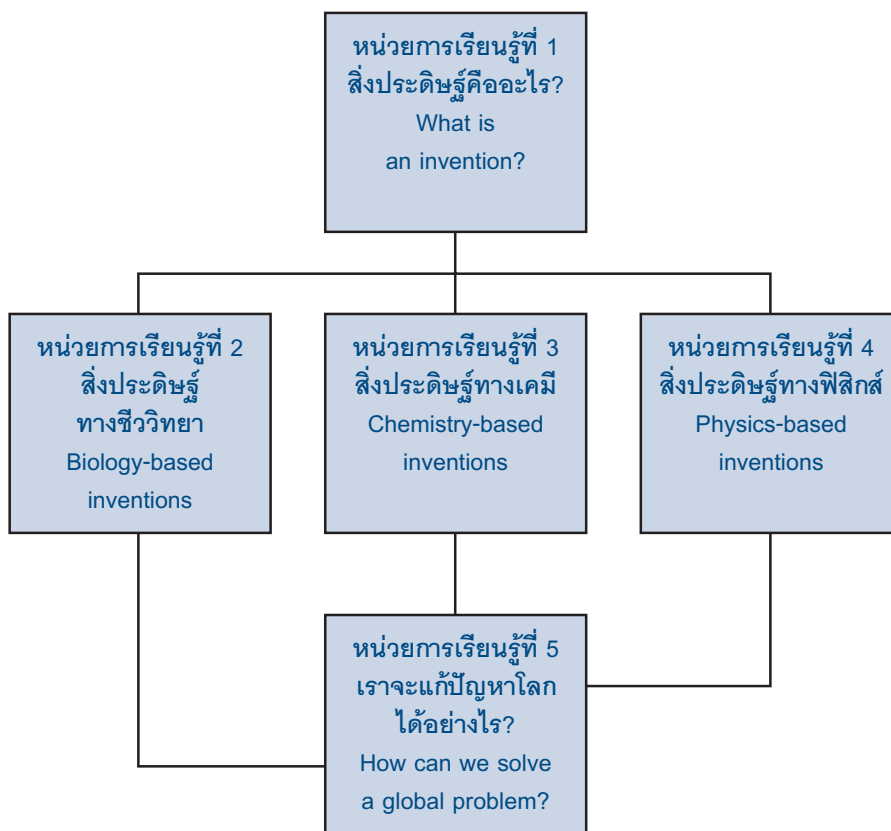 หน่วยการเรียนรู้ที่ 1
สิ่งประดิษฐ์คืออะไร?
What is
an invention?
หน่วยการเรียนรู้ที่ 2
สิ่งประดิษฐ์
ทางชีววิทยา
Biology-based
inventions
หน่วยการเรียนรู้ที่ 3
สิ่งประดิษฐ์ทางเคมี
Chemistry-based
inventions
หน่วยการเรียนรู้ที่ 4
สิ่งประดิษฐ์ทางฟิสิกส์
Physics-based
inventions
หน่วยการเรียนรู้ที่ 5
เราจะแก้ปัญหาโลก
ได้อย่างไร?
How can we solve
a global problem?